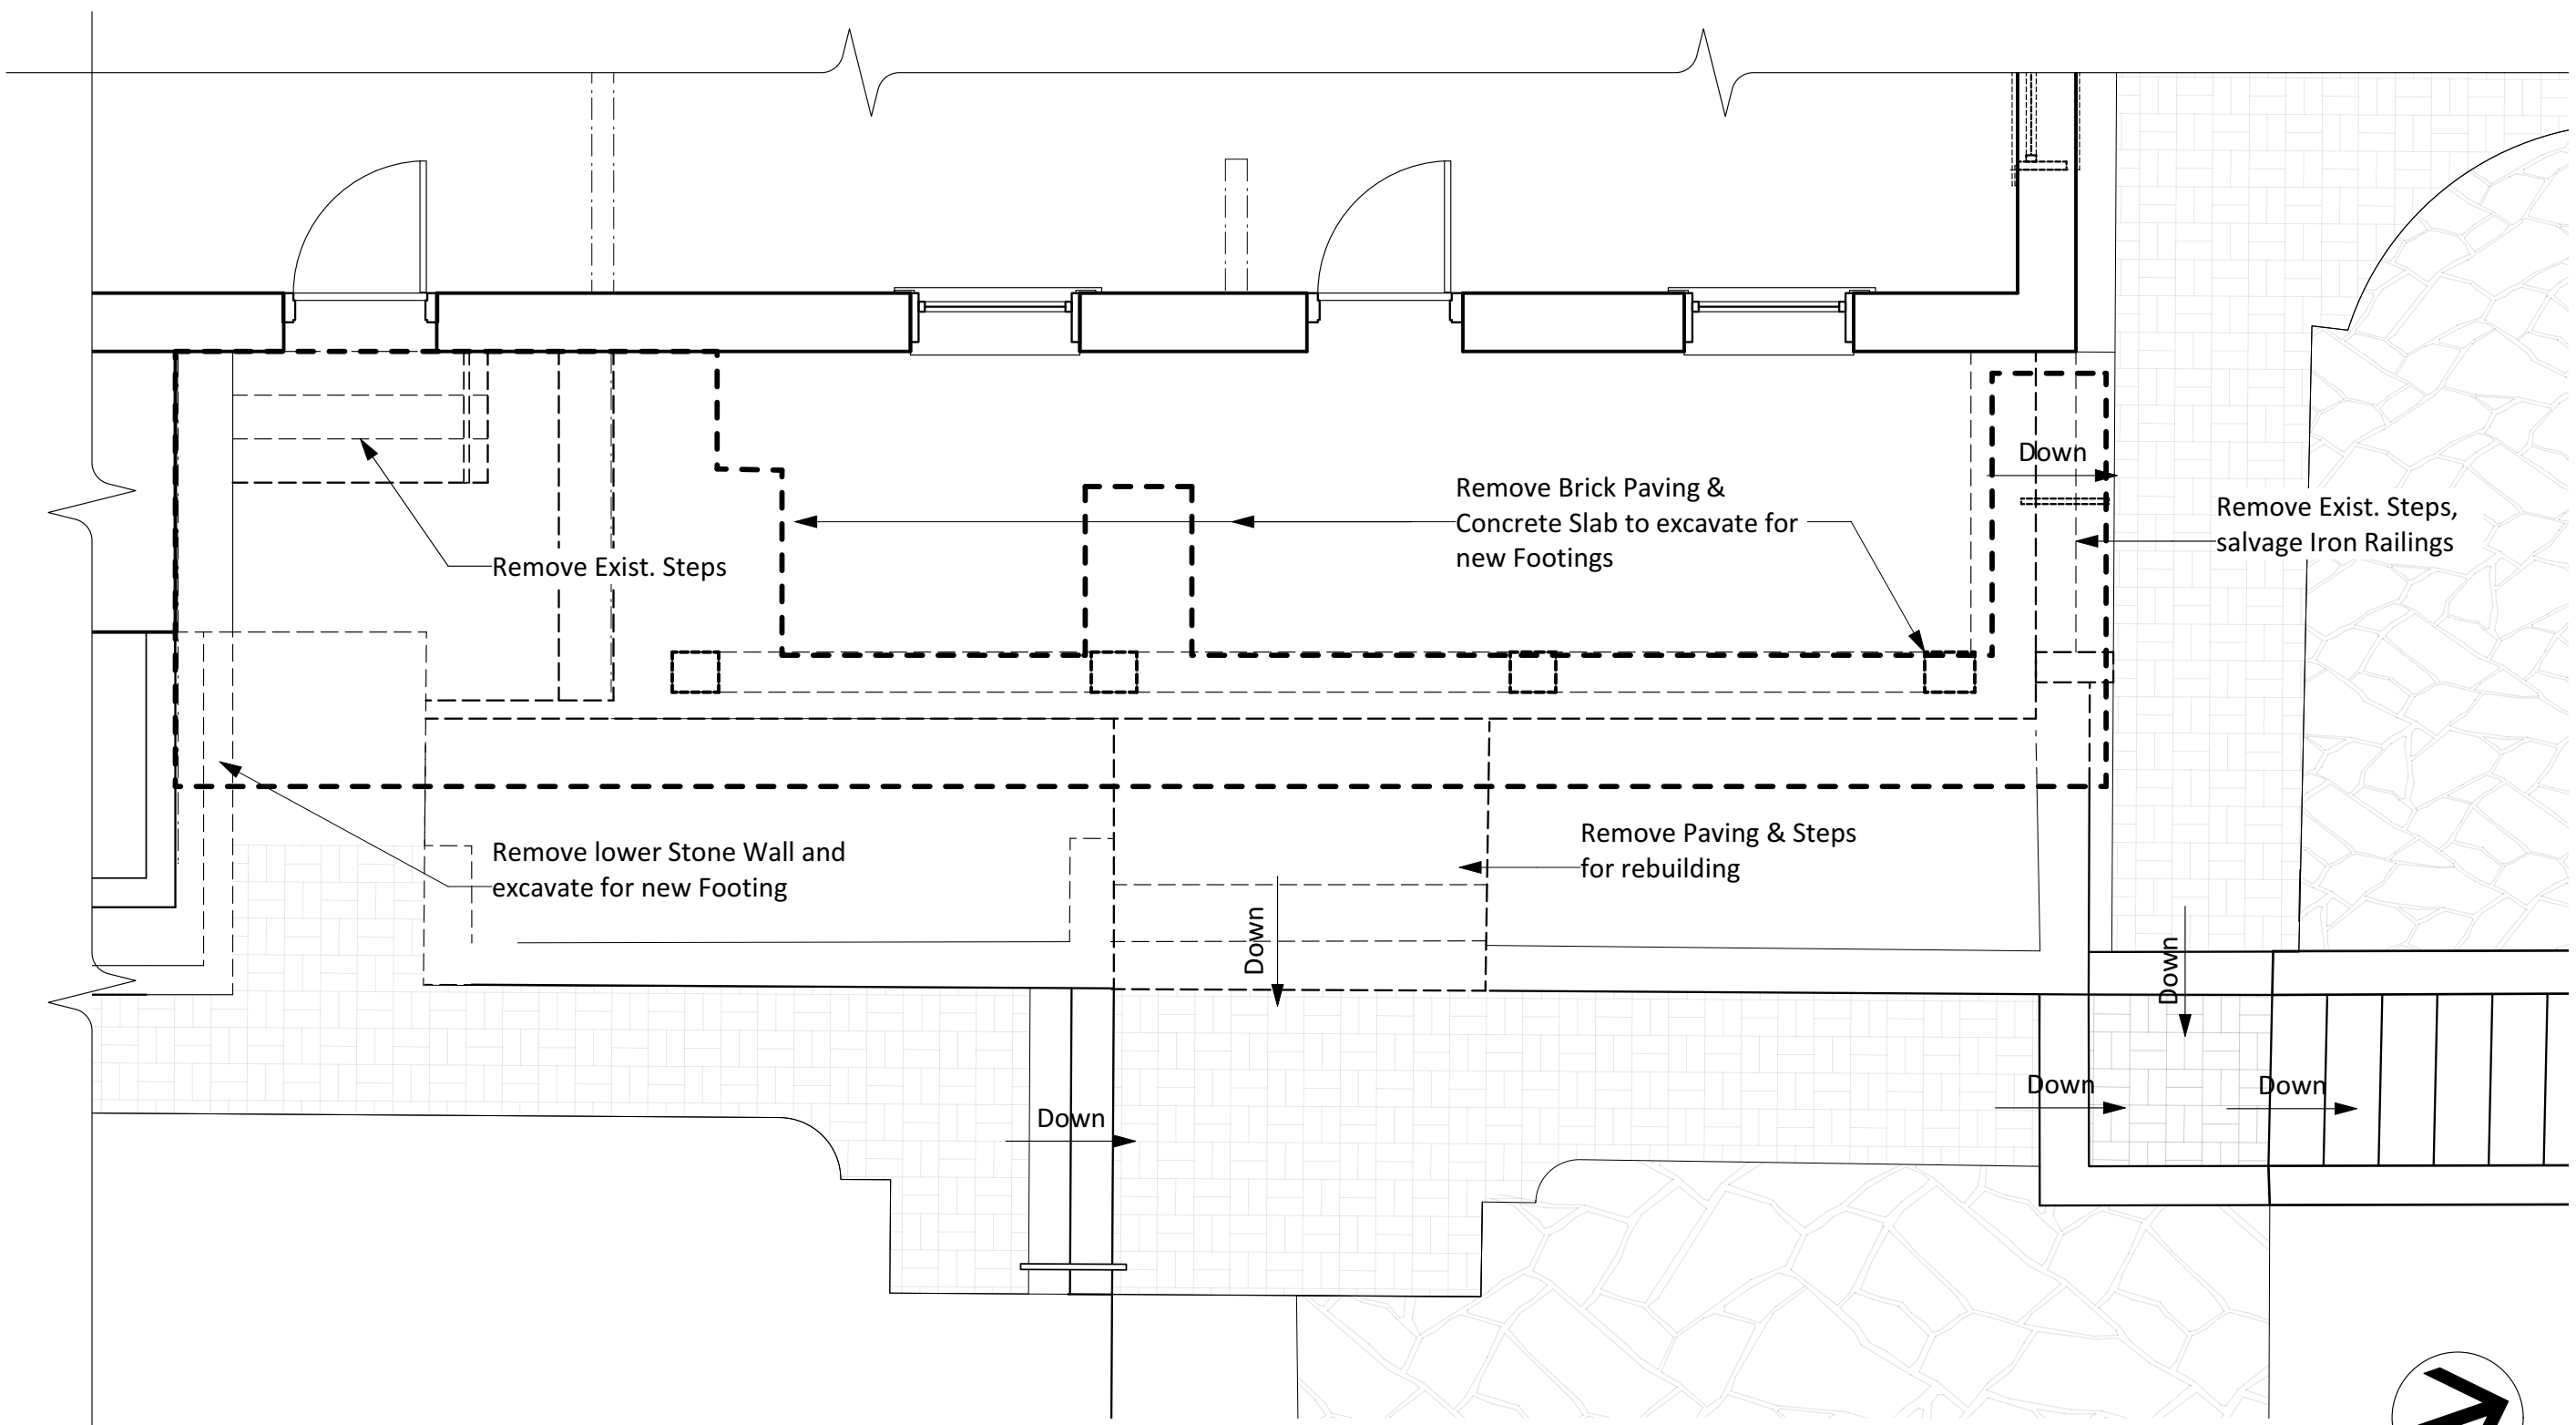 Down
Remove Brick Paving &
Concrete Slab to excavate for
new Footings
Remove Exist. Steps,
salvage Iron Railings
Remove Exist. Steps
Remove lower Stone Wall and
excavate for new Footing
Remove Paving & Steps
for rebuilding
Down
Down
Down
Down
Down